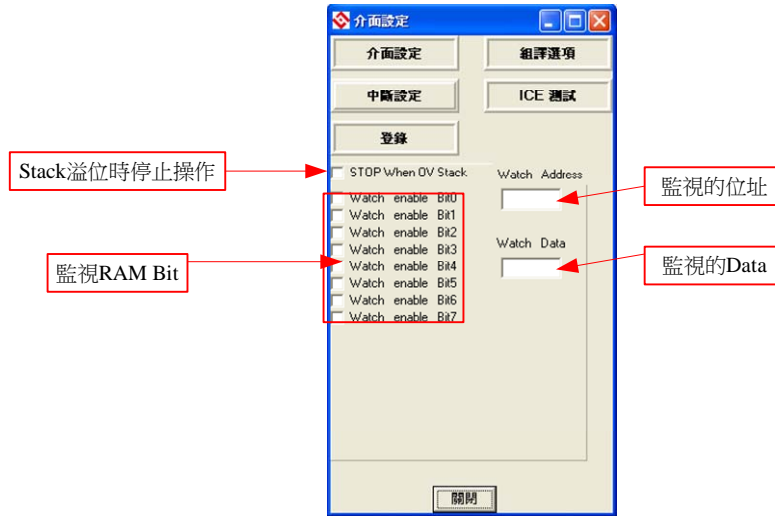 介面設定
介面設定
組譯選項
中斷設定
ICE 測試
登錄
Stack溢位時停止操作
STOP When OV Stack
Watch Address
監視的位址
Watch enable Bit0
Watch enable Bit1
Watch enable Bit2
Watch enable Bit3
Watch enable Bit4
Watch enable Bit5
Watch enable Bit6
Watch enable Bit7
監視RAM Bit
Watch Data
監視的Data
關閉